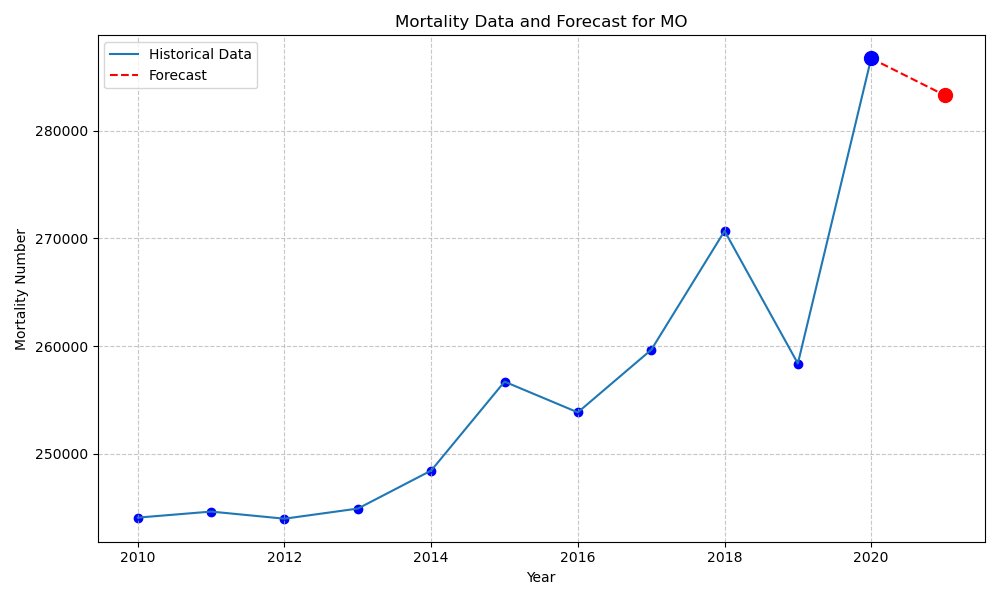 Mortality Data and Forecast for MO
Historical Data
Forecast
Mortality Number
280000
270000
260000
250000
2010
2012
2014
2016
2018
2020
Year